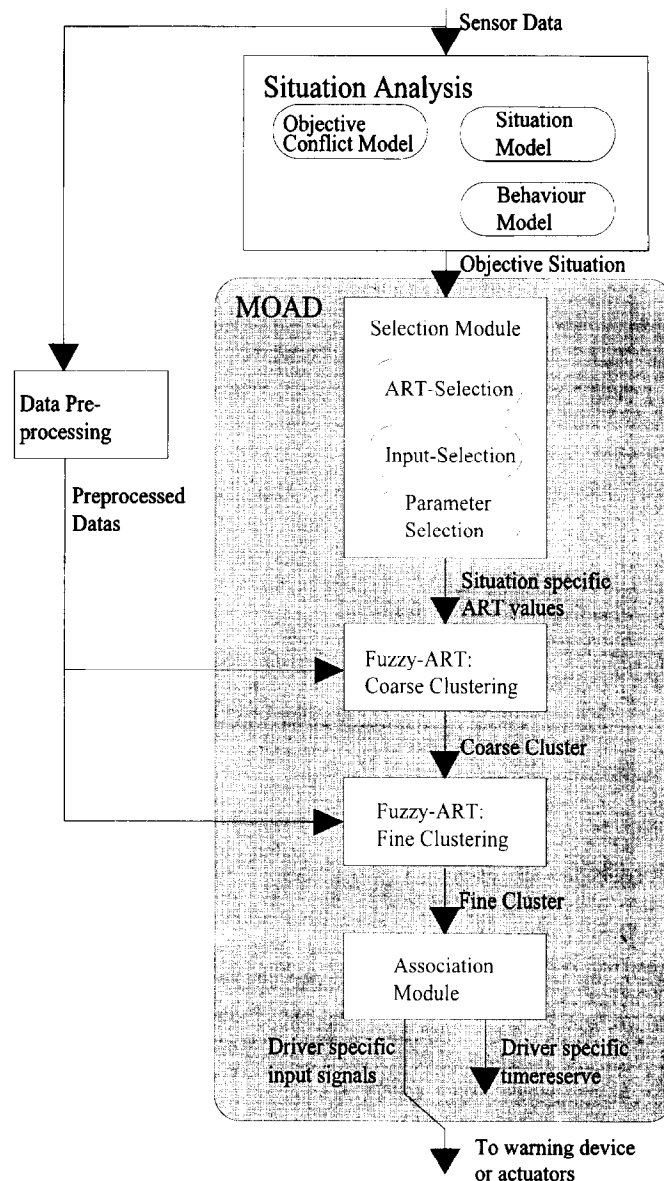 Sensor Data
Situation Analysis
Objective
Conflict Model
Situation
Model
Behaviour
Model
Objective Situation
MOAD
Selection Module
ART-Selection
Input-Selection
Parameter
Selection
Data Pre-
processing
Preprocessed
Datas
Situation specific
ART values
Fuzzy-ART:
Coarse Clustering
Coarse Cluster
Fuzzy-ART:
Fine Clustering
Fine Cluster
Association
Module
Driver specific
input signals
Driver specific
timereserve
To warning device
or actuators